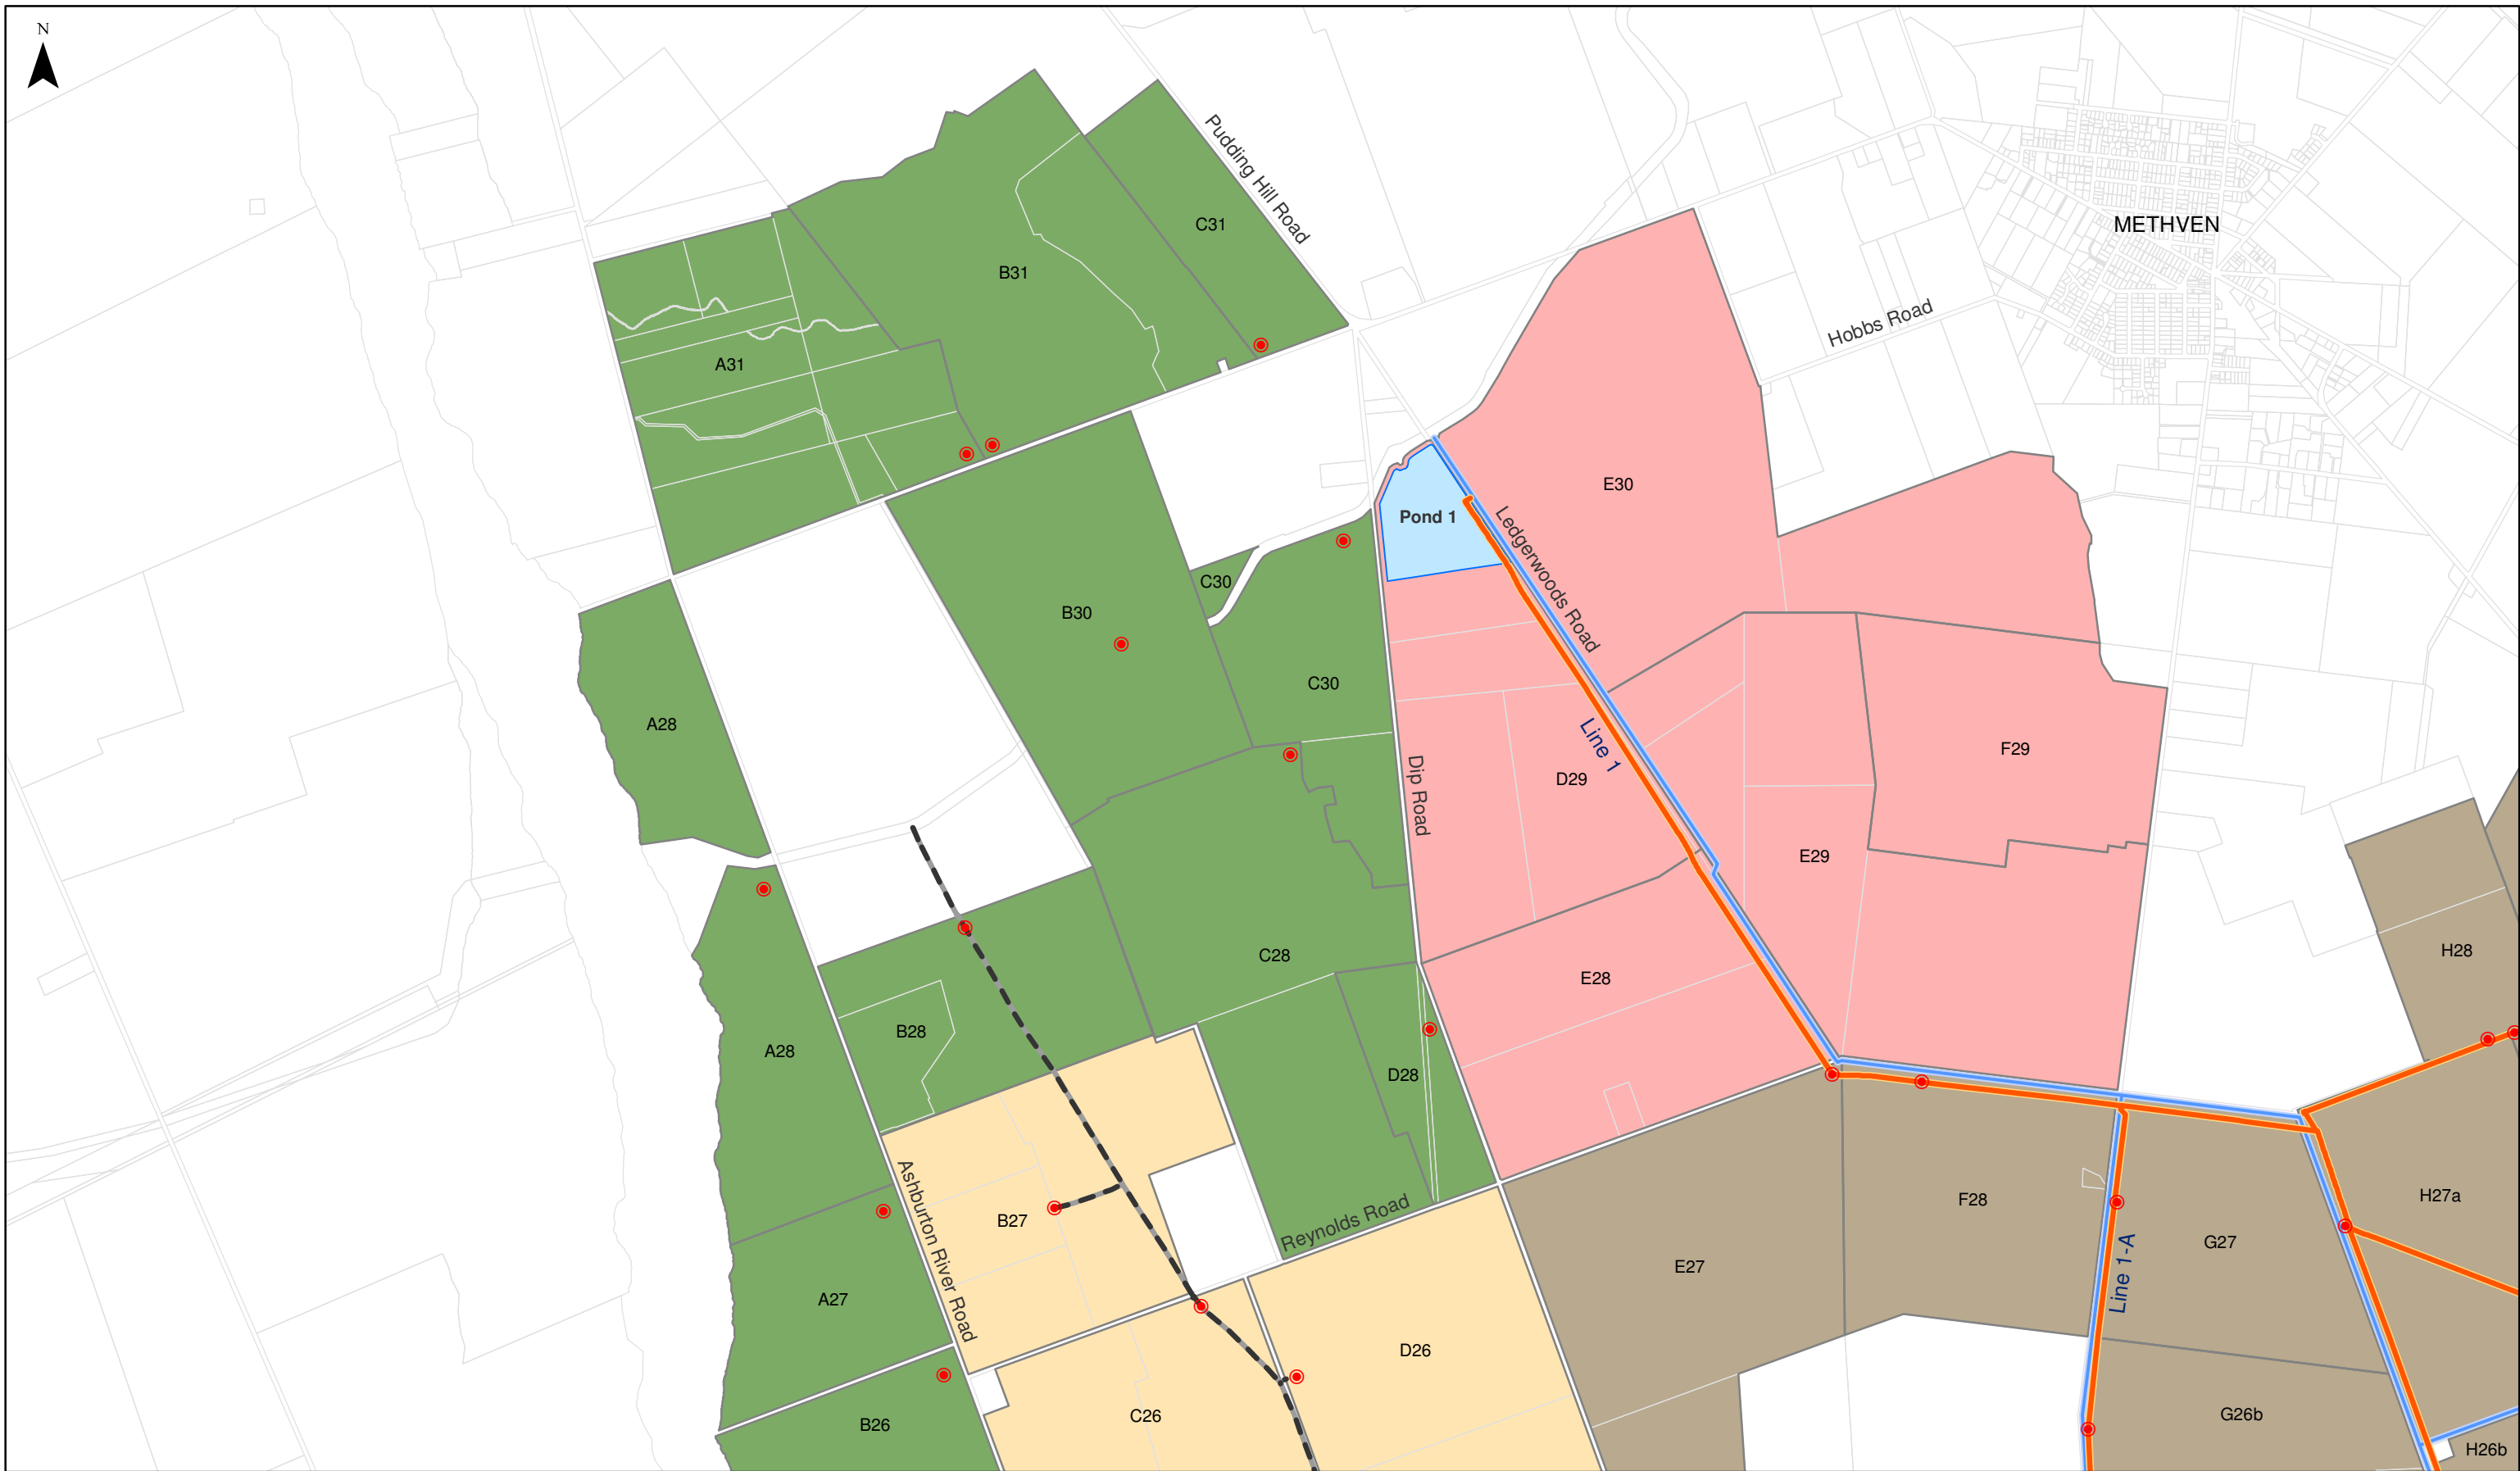 N
Pudding Hill Road
METHVEN
C31
B31
Hobbs Road
A31
E30
Pond 1
Ledgerwoods Road
C30
B30
C30
A28
Line 1
F29
D29
Dip Road
E29
H28
C28
E28
B28
A28
D28
Ashburton River Road
H27a
F28
B27
Reynolds Road
G27
E27
Line 1-A
A27
D26
C26
G26b
B26
H26b